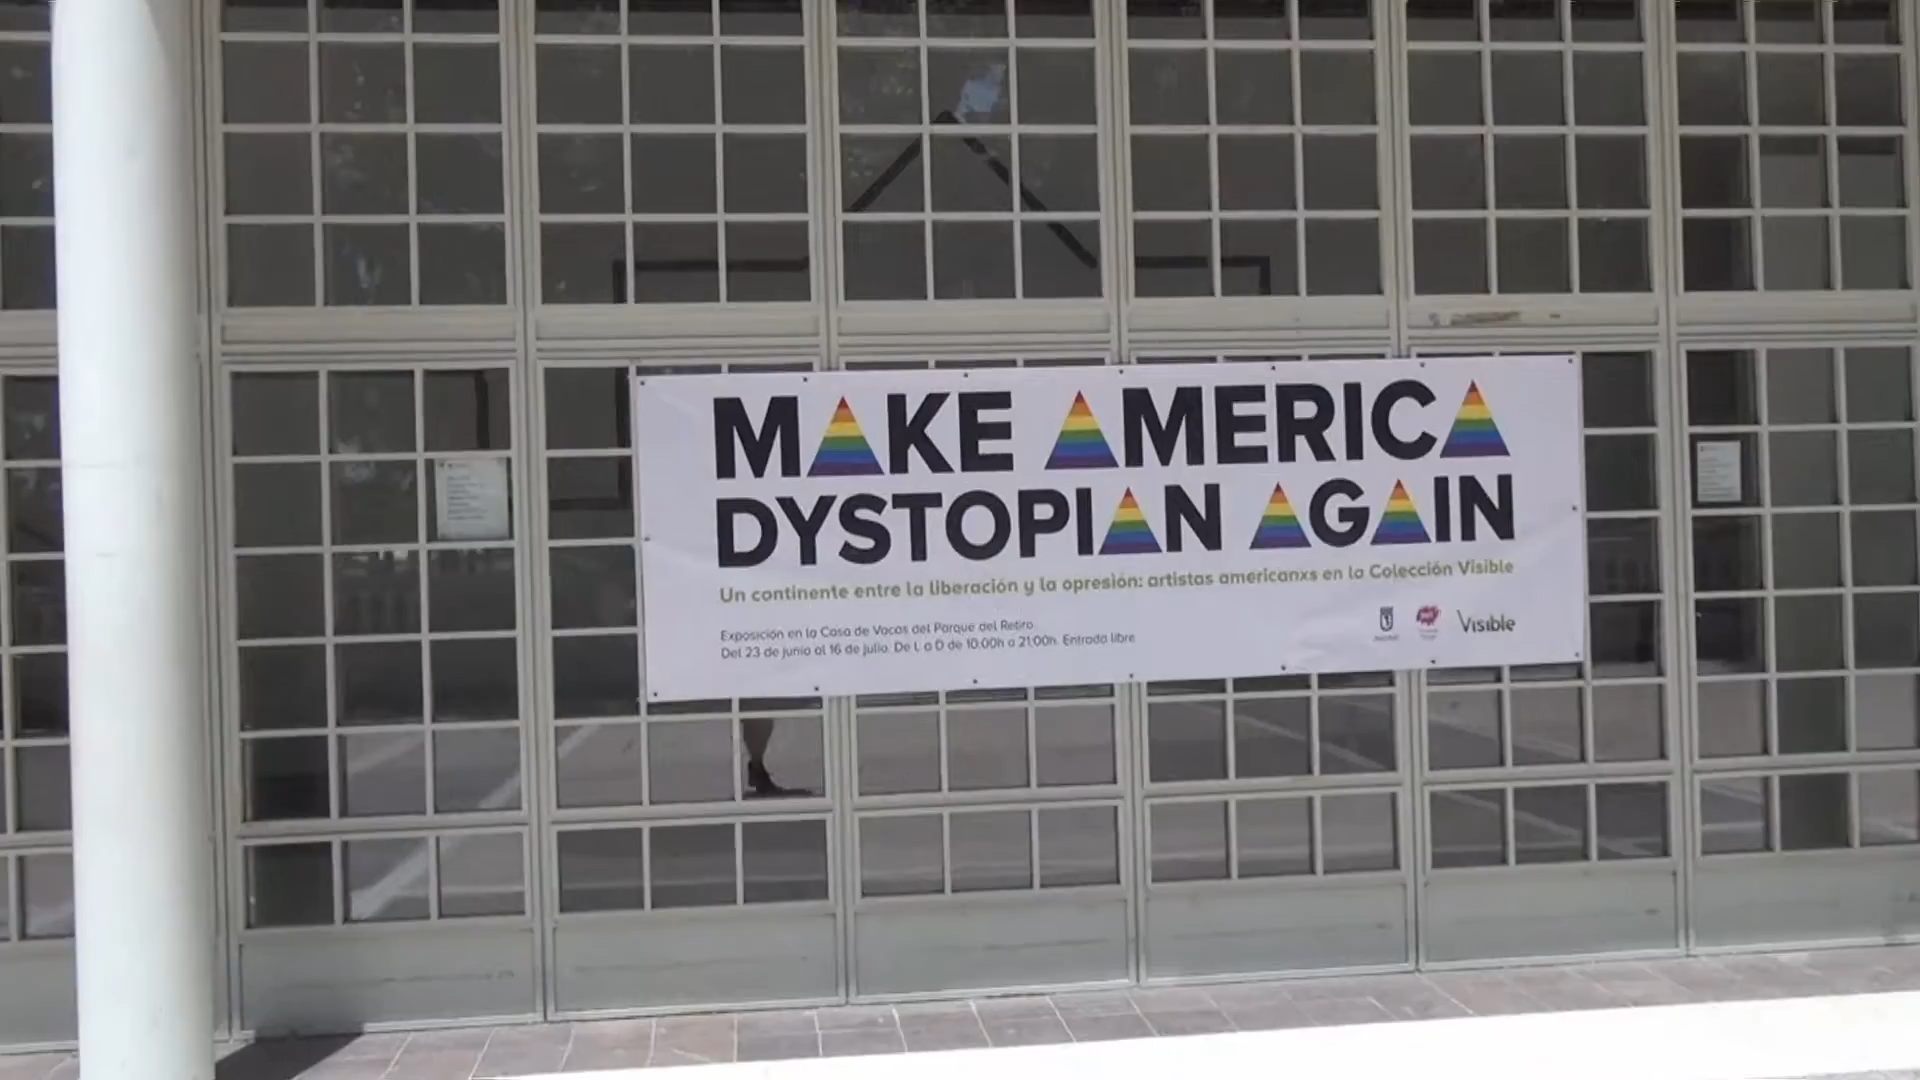 MAKE AMERICA
DYSTOPIAN AGAIN
Un continente entre la liberación y la opresión: artistas americanxs en la Colección Visible
Exposición en la Casa de Vacas del Parque del Retiro
Del 23 de junio al 16 de julio. De L a D de 10:00h a 21:00h. Entrada libre
Visible